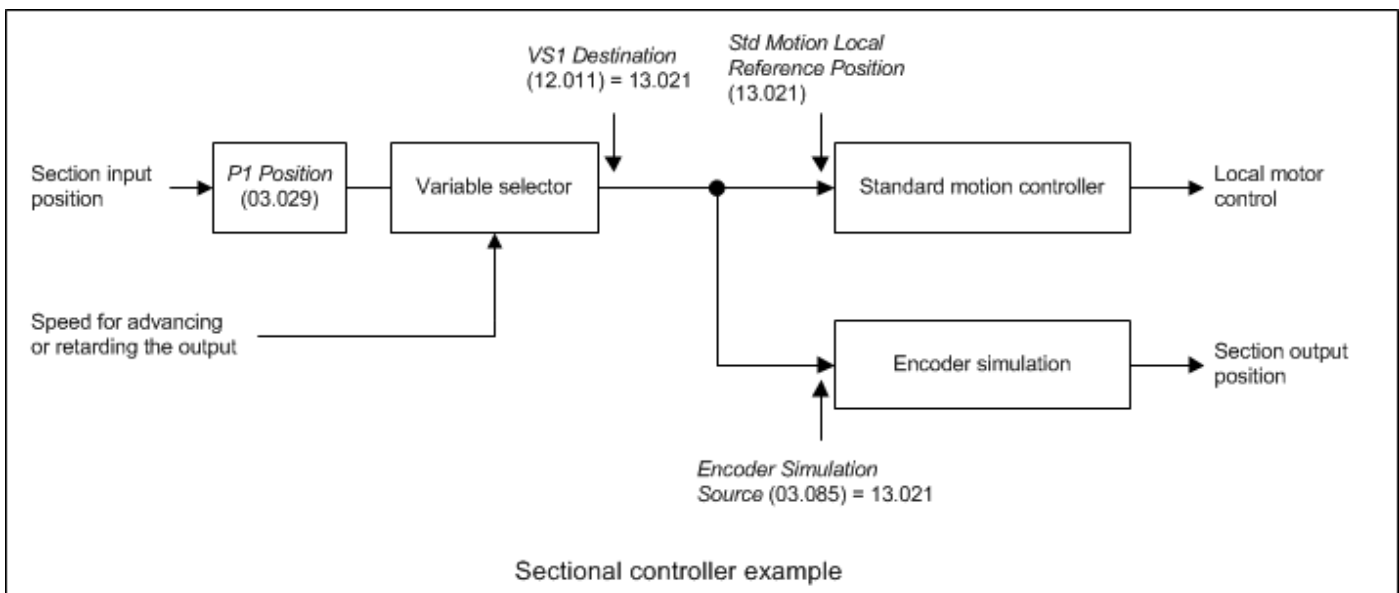 VS1 Destination
(12.011) = 13.021
Std Motion Local
Reference Position
(13.021)
Section input
position
P1 Position
(03.029)
Variable selector
Standard motion controller
Local motor
control
Speed for advancing
or retarding the output
Encoder simulation
Section output
position
Encoder Simulation
Source (03.085) = 13.021
Sectional controller example